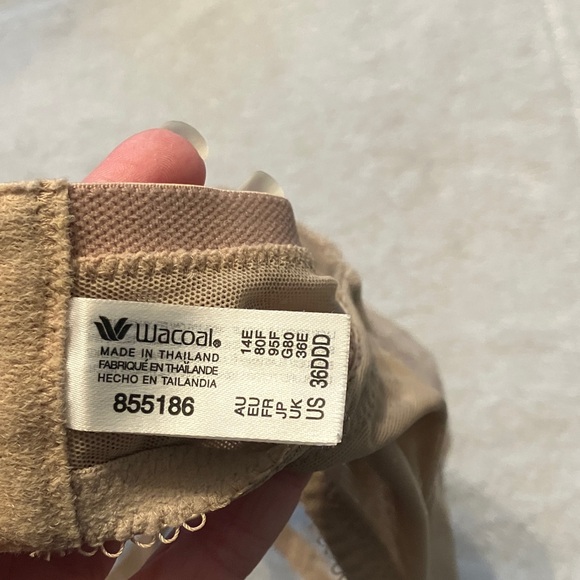 Wacoal®
MADE IN THAILAND
FABRIQUÉ EN THAÏLANDE
HECHO EN TAILANDIA
855186
AU 14E
EU 80F
FR 95F
JP G80
UK 36E
US 36DDD